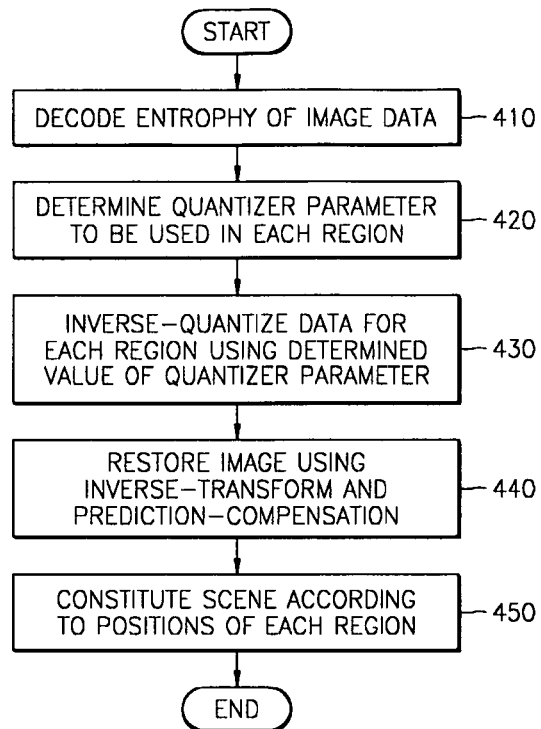 START
DECODE ENTROPHY OF IMAGE DATA
410
DETERMINE QUANTIZER PARAMETER
TO BE USED IN EACH REGION
420
INVERSE-QUANTIZE DATA FOR
EACH REGION USING DETERMINED
VALUE OF QUANTIZER PARAMETER
430
RESTORE IMAGE USING
INVERSE-TRANSFORM AND
PREDICTION-COMPENSATION
440
CONSTITUTE SCENE ACCORDING
TO POSITIONS OF EACH REGION
450
END